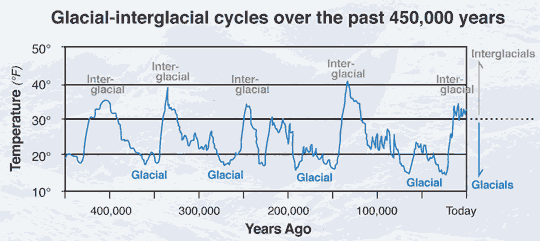 Glacial-interglacial cycles over the past 450,000 years
50°
40°
30°
20°
10°
Temperature (°F)
Inter-
glacial
Inter-
glacial
Inter-
glacial
Inter-
glacial
Inter-
glacial
Interglacials
Glacial
Glacial
Glacial
Glacial
Glacials
400,000
300,000
200,000
100,000
Today
Years Ago